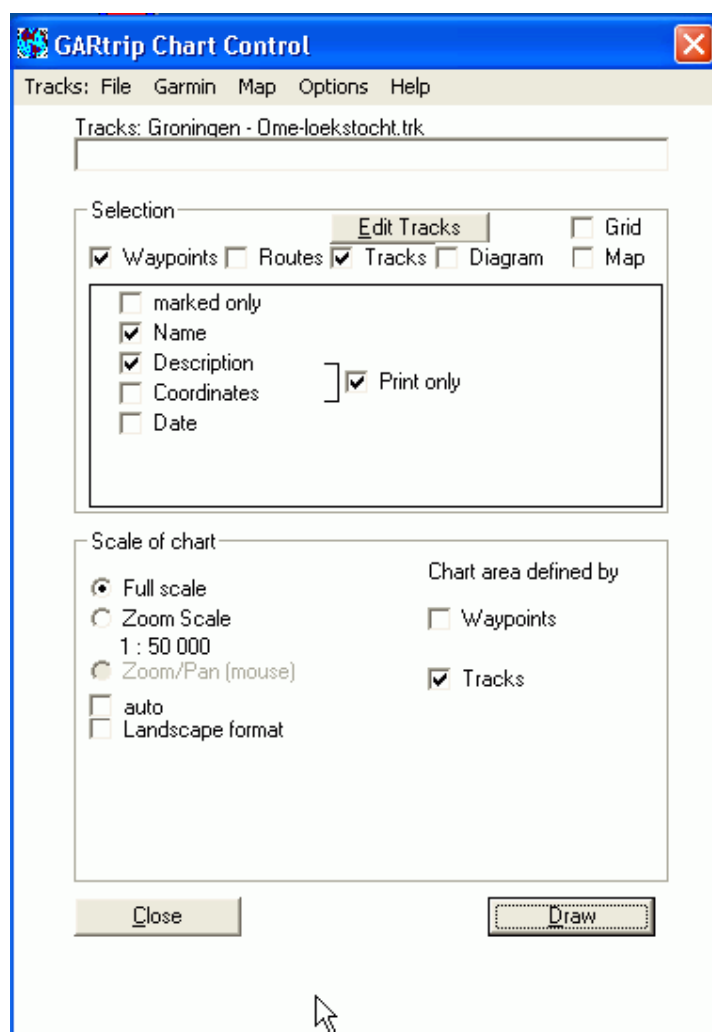 GARtrip Chart Control
Tracks: File Garmin Map Options Help
Tracks: Groningen - Ome-loekstocht.trk
Selection
Edit Tracks Grid
Waypoints Routes Tracks Diagram Map
marked only
Name
Description
Print only
Coordinates
Date
Scale of chart
Chart area defined by
Full scale
Zoom Scale Waypoints
1 : 50 000
Zoom/Pan (mouse) Tracks
auto
Landscape format
Close Draw